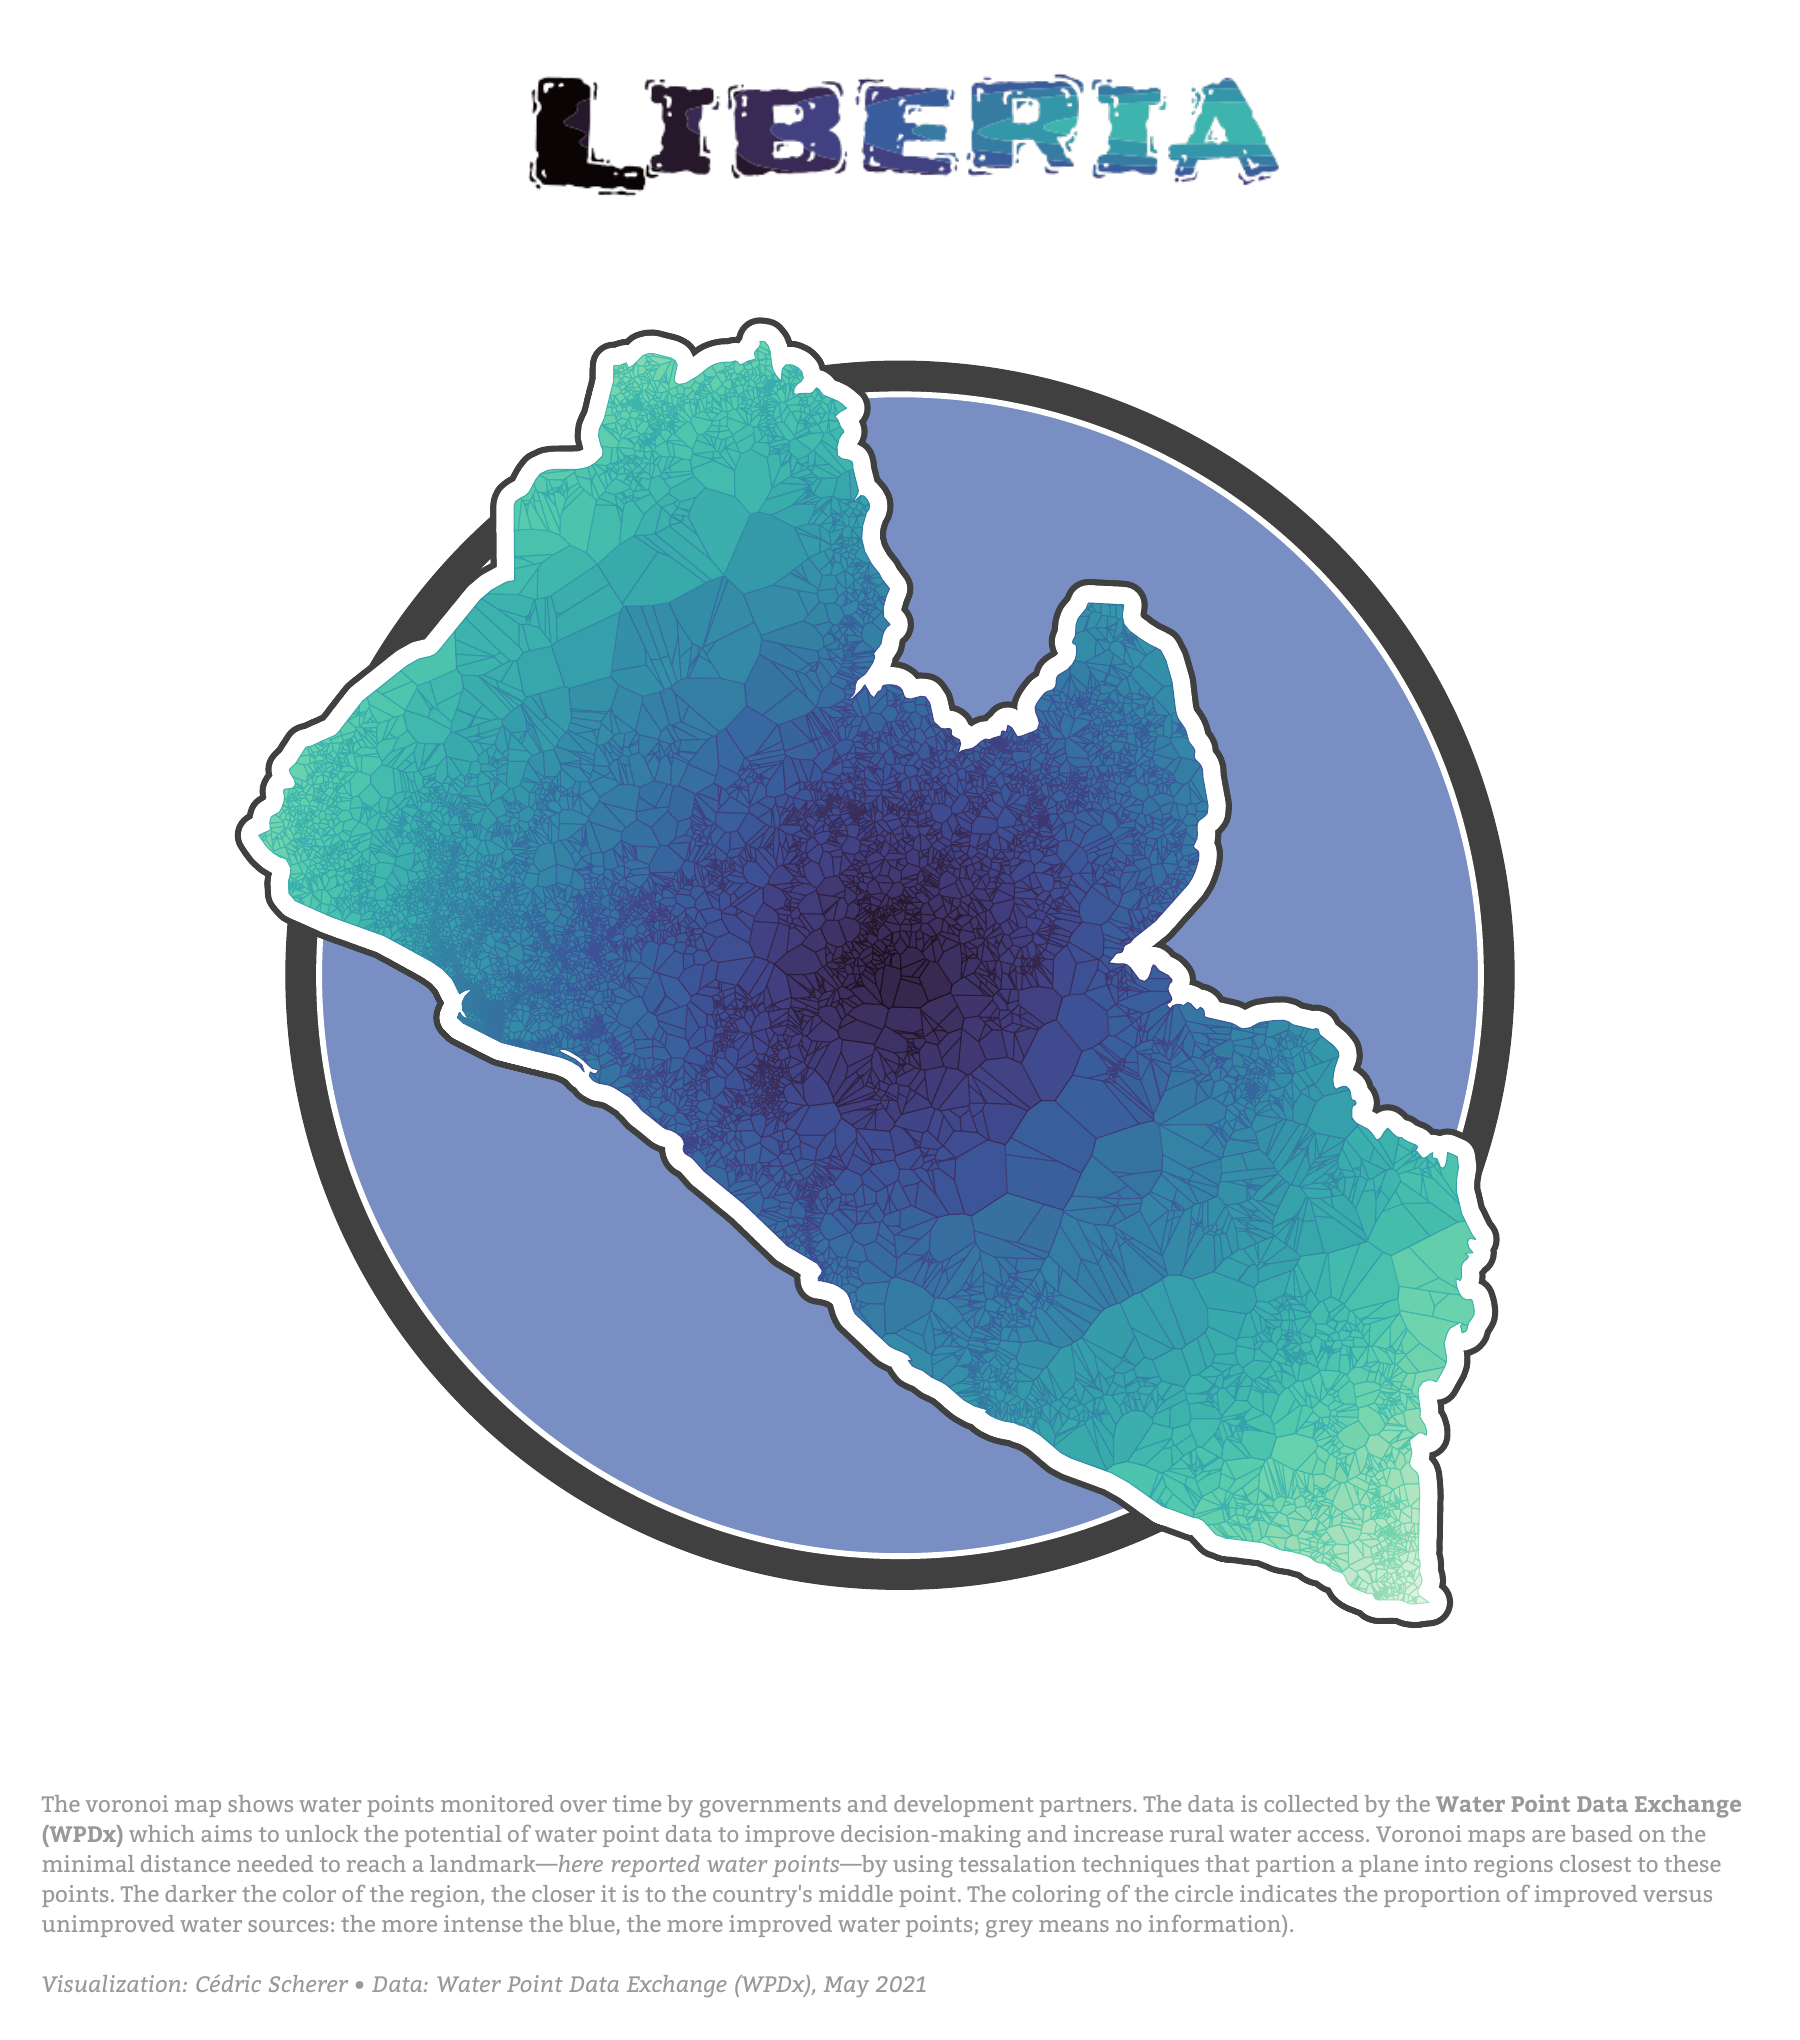 LIBERIA
The voronoi map shows water points monitored over time by governments and development partners. The data is collected by the Water Point Data Exchange
(WPDx) which aims to unlock the potential of water point data to improve decision-making and increase rural water access. Voronoi maps are based on the
minimal distance needed to reach a landmark—here reported water points—by using tessalation techniques that partion a plane into regions closest to these
points. The darker the color of the region, the closer it is to the country's middle point. The coloring of the circle indicates the proportion of improved versus
unimproved water sources: the more intense the blue, the more improved water points; grey means no information).
Visualization: Cédric Scherer • Data: Water Point Data Exchange (WPDx), May 2021